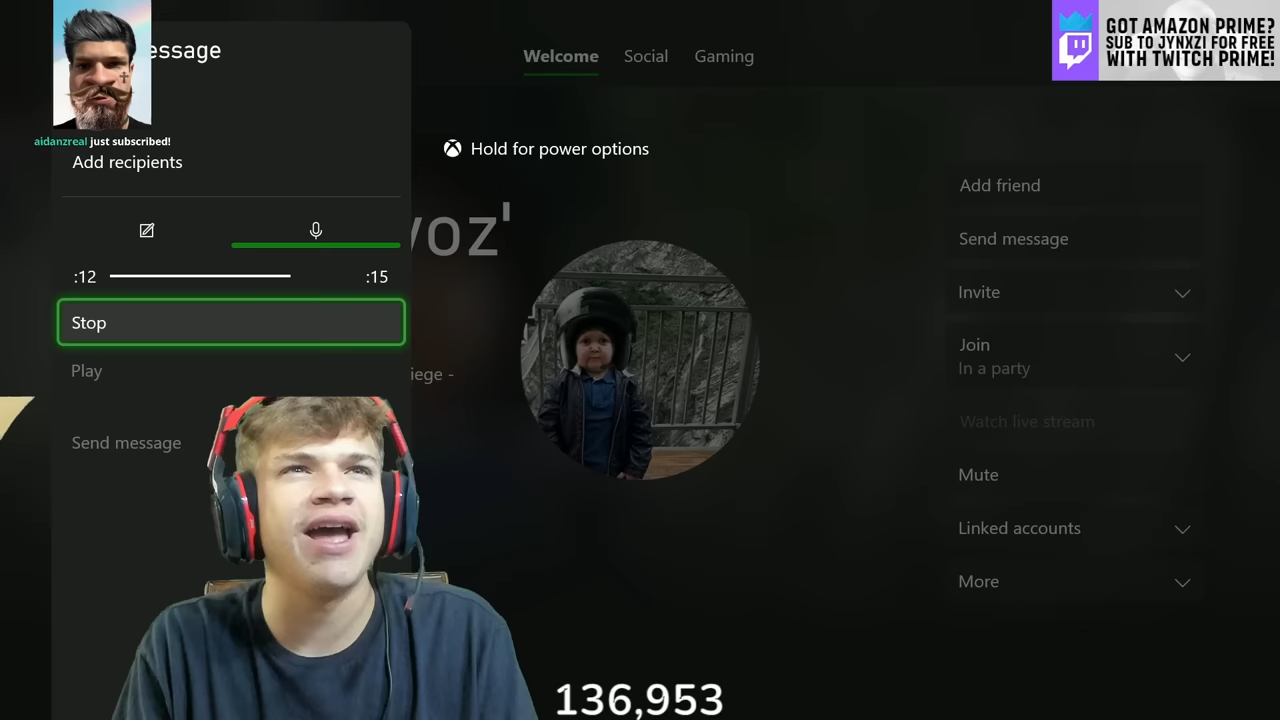 essage
aidanzreal just subscribed!
Add recipients
:12
:15
Stop
Play
Send message
Welcome Social Gaming
Hold for power options
voz'
iege -
Add friend
Send message
Invite
Join
In a party
Watch live stream
Mute
Linked accounts
More
GOT AMAZON PRIME?
SUB TO JYNXZI FOR FREE
WITH TWITCH PRIME!
136,953